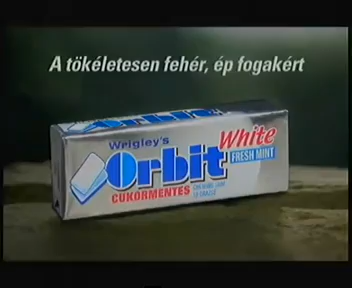 A tökéletesen fehér, ép fogakért
Wrigley's
Orbit
White
FRESH MINT
CUKORMENTES